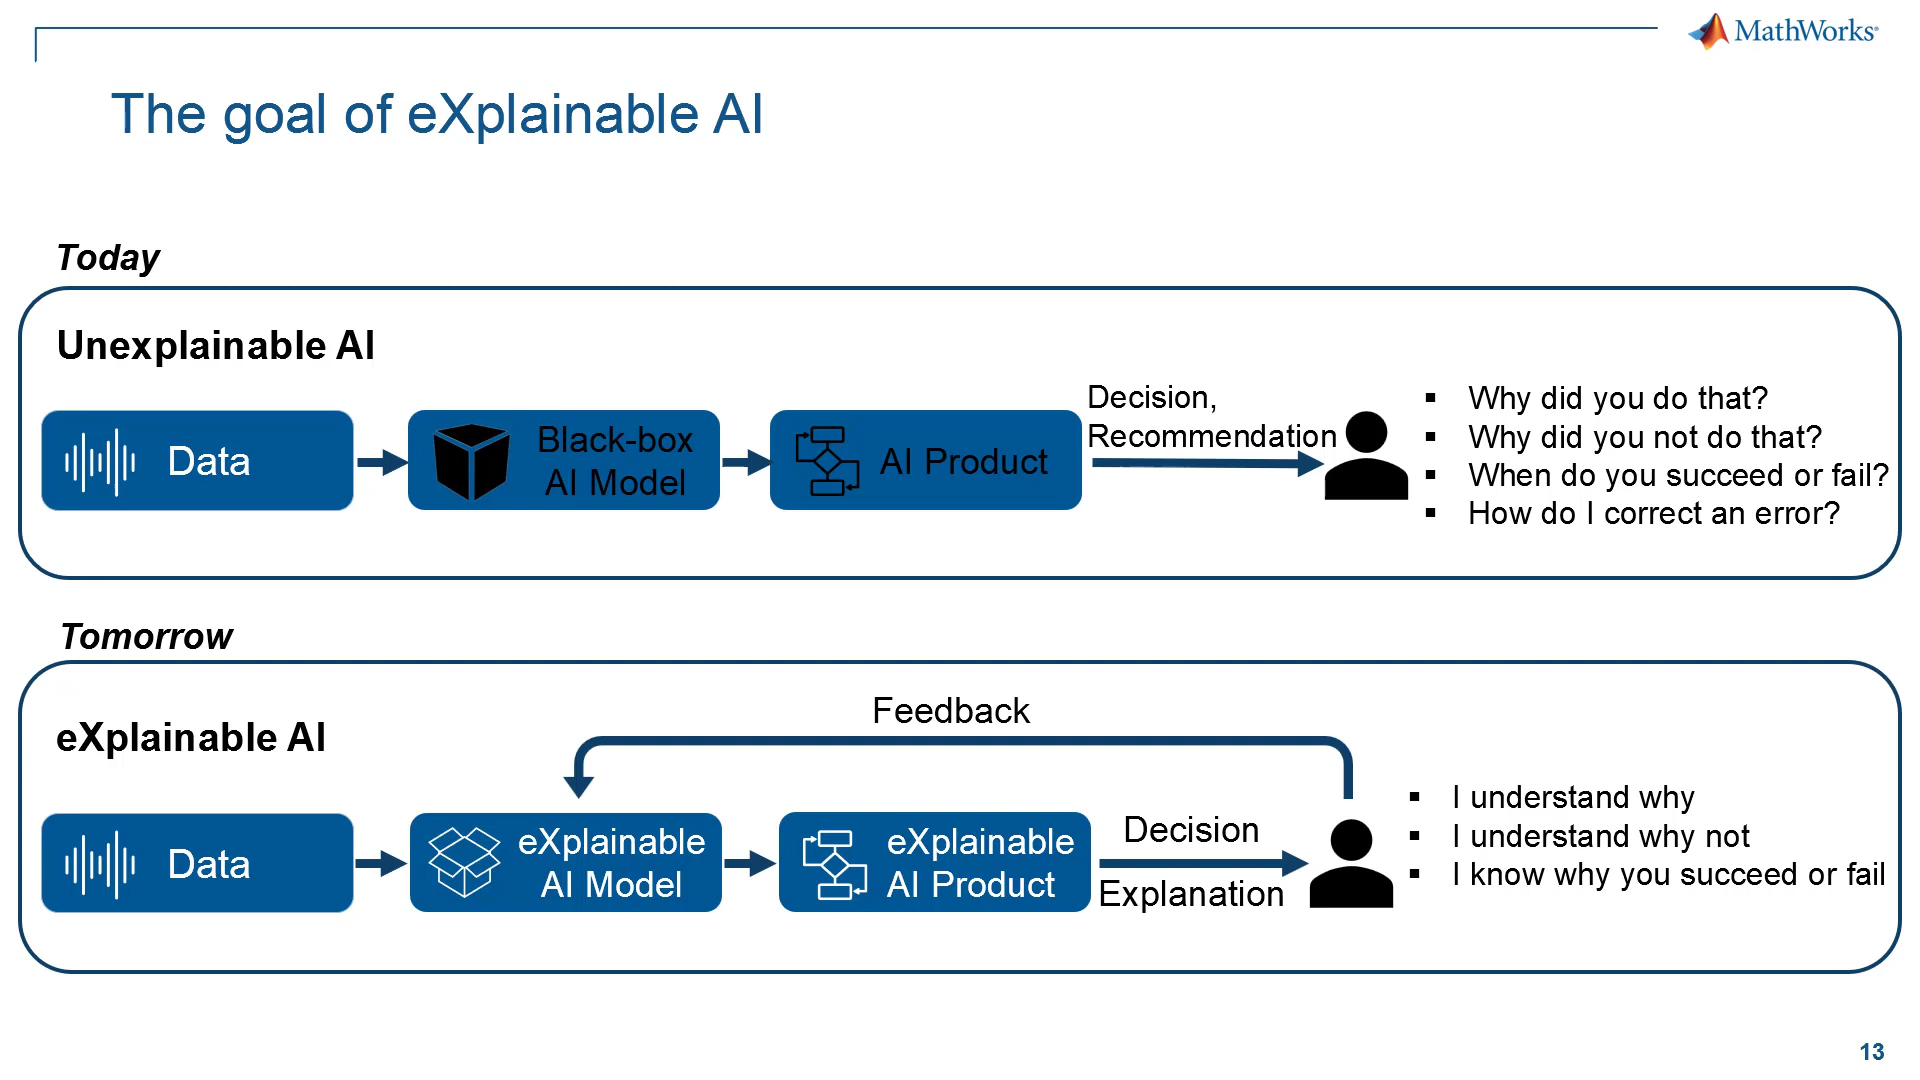 MathWorks®
The goal of eXplainable AI
Today
Unexplainable AI
Data
Black-box
AI Model
AI Product
Decision,
Recommendation
▪ Why did you do that?
▪ Why did you not do that?
▪ When do you succeed or fail?
▪ How do I correct an error?
Tomorrow
eXplainable AI
Feedback
Data
eXplainable
AI Model
eXplainable
AI Product
Decision
Explanation
▪ I understand why
▪ I understand why not
▪ I know why you succeed or fail
13